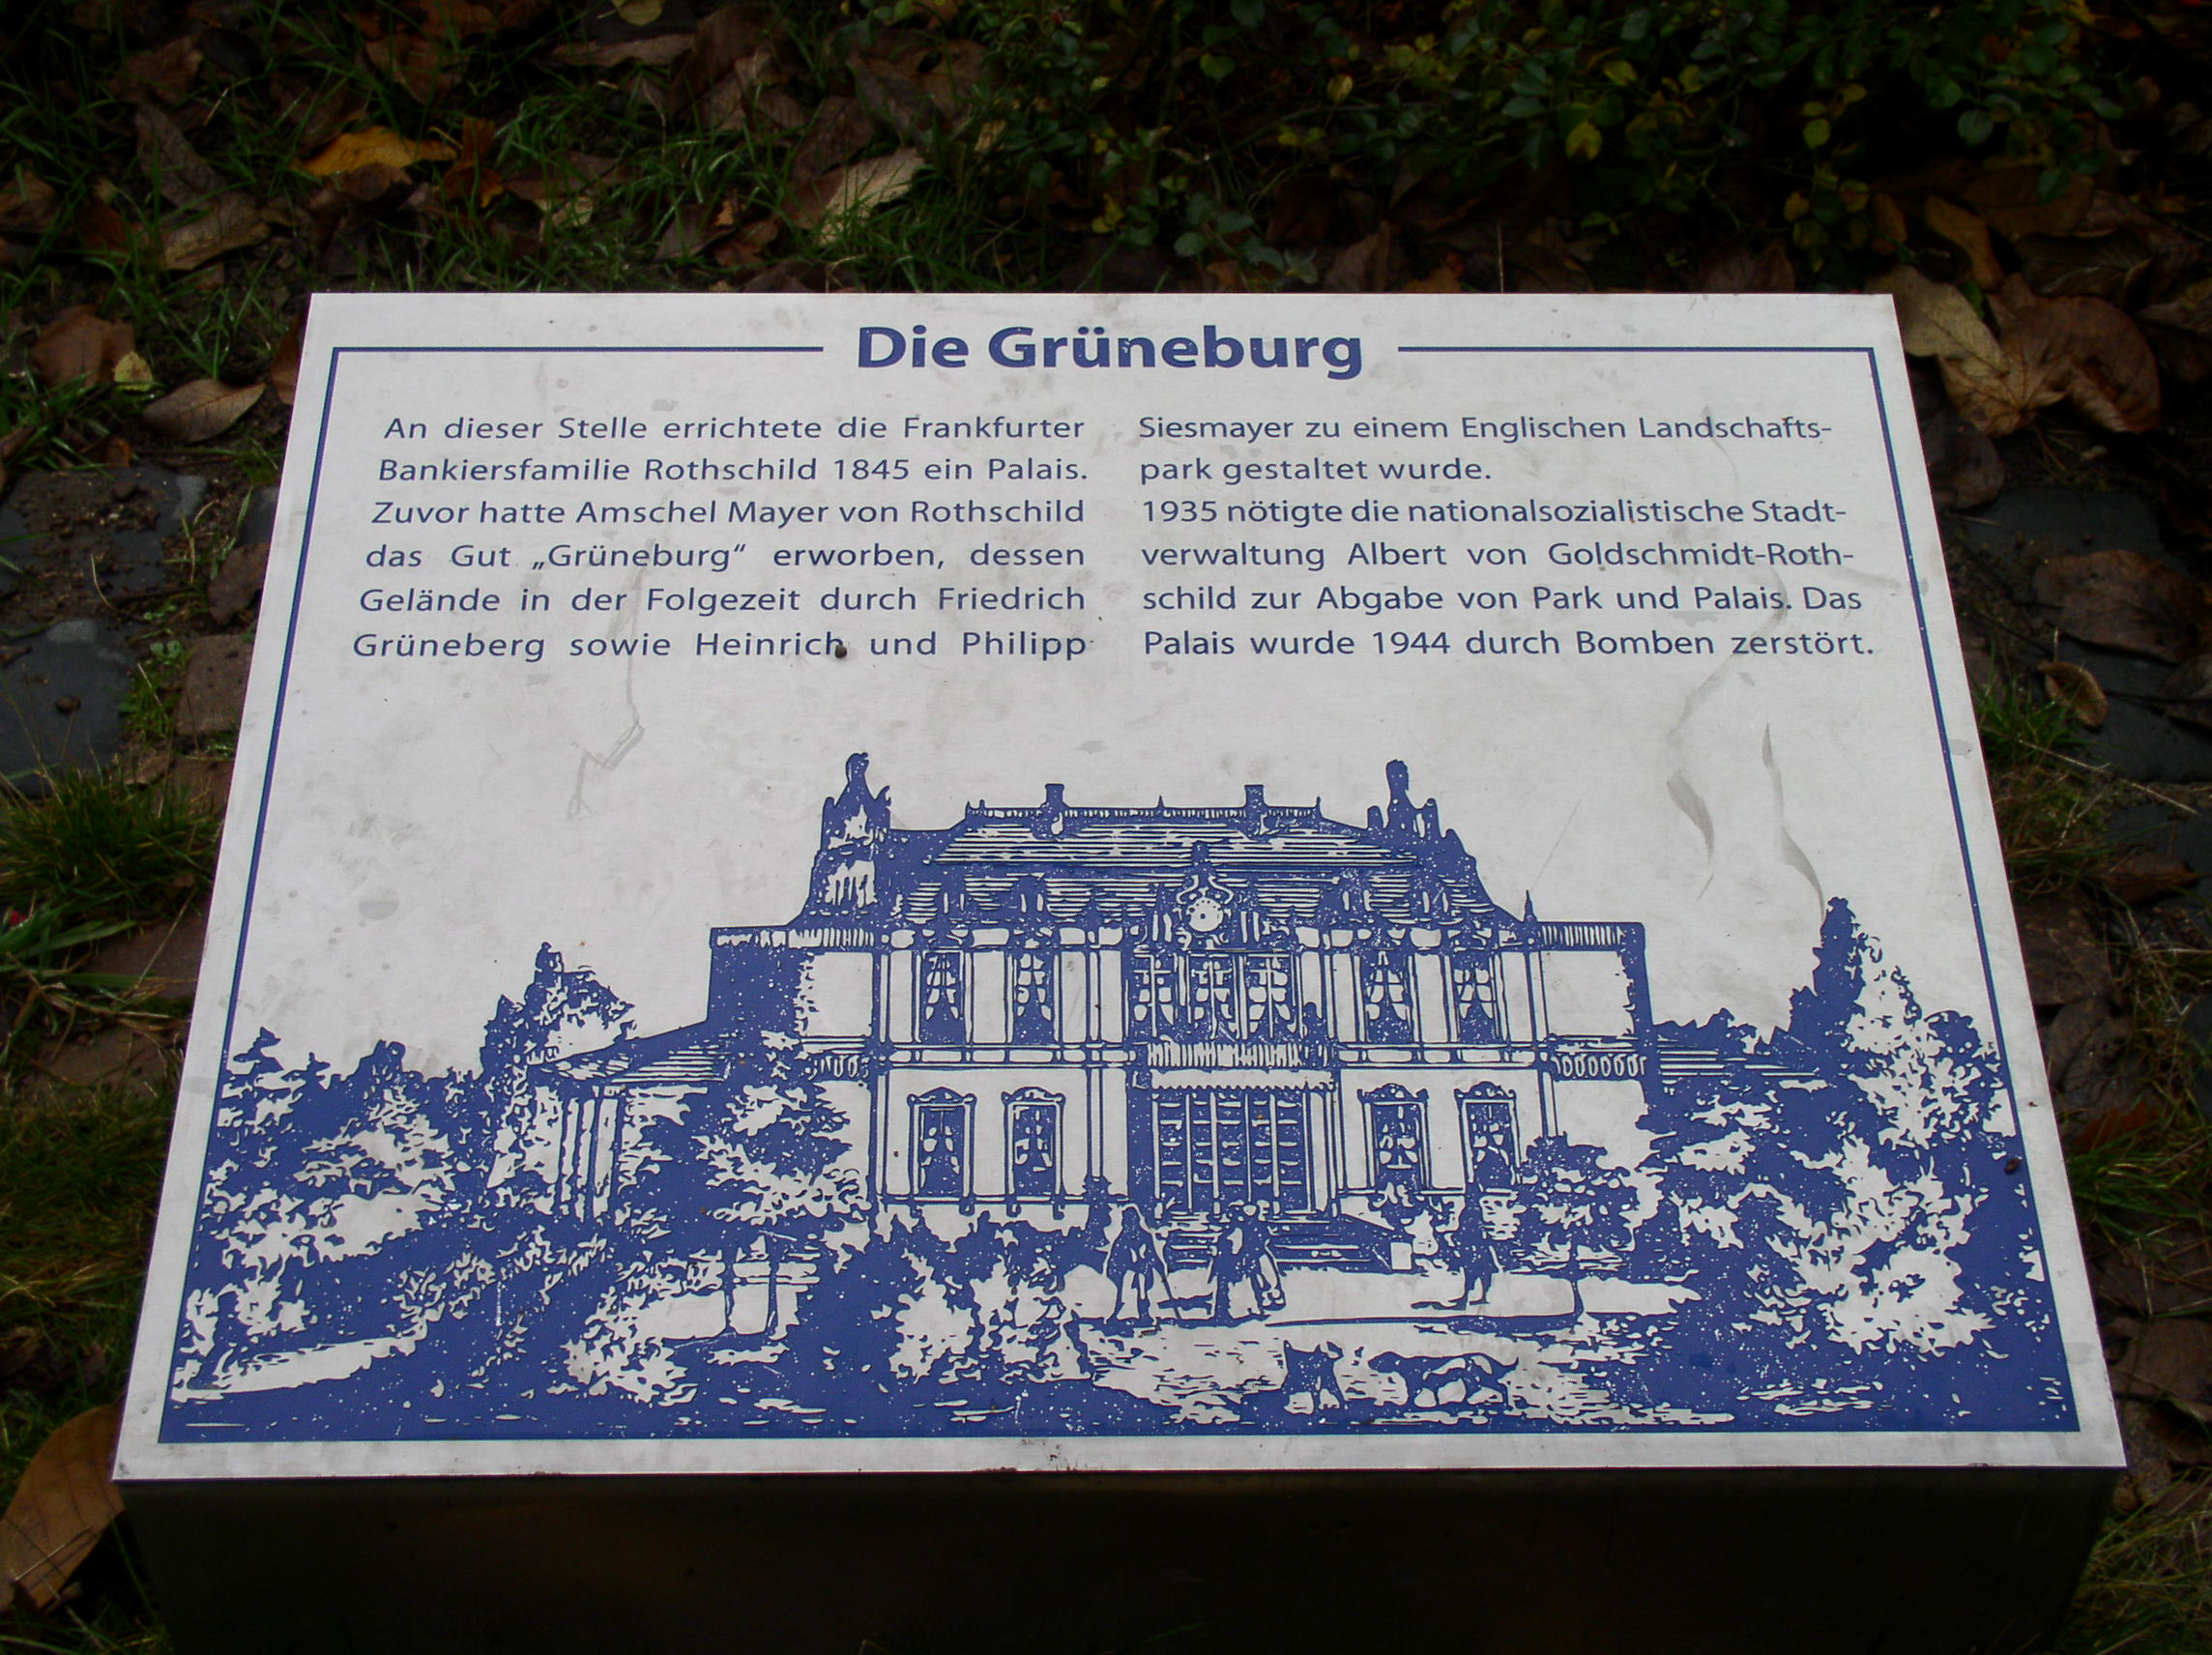 Die Grüneburg
An dieser Stelle errichtete die Frankfurter
Bankiersfamilie Rothschild 1845 ein Palais.
Zuvor hatte Amschel Mayer von Rothschild
das Gut „Grüneburg“ erworben, dessen
Gelände in der Folgezeit durch Friedrich
Grüneberg sowie Heinrich und Philipp
Siesmayer zu einem Englischen Landschafts-
park gestaltet wurde.
1935 nötigte die nationalsozialistische Stadt-
verwaltung Albert von Goldschmidt-Roth-
schild zur Abgabe von Park und Palais. Das
Palais wurde 1944 durch Bomben zerstört.